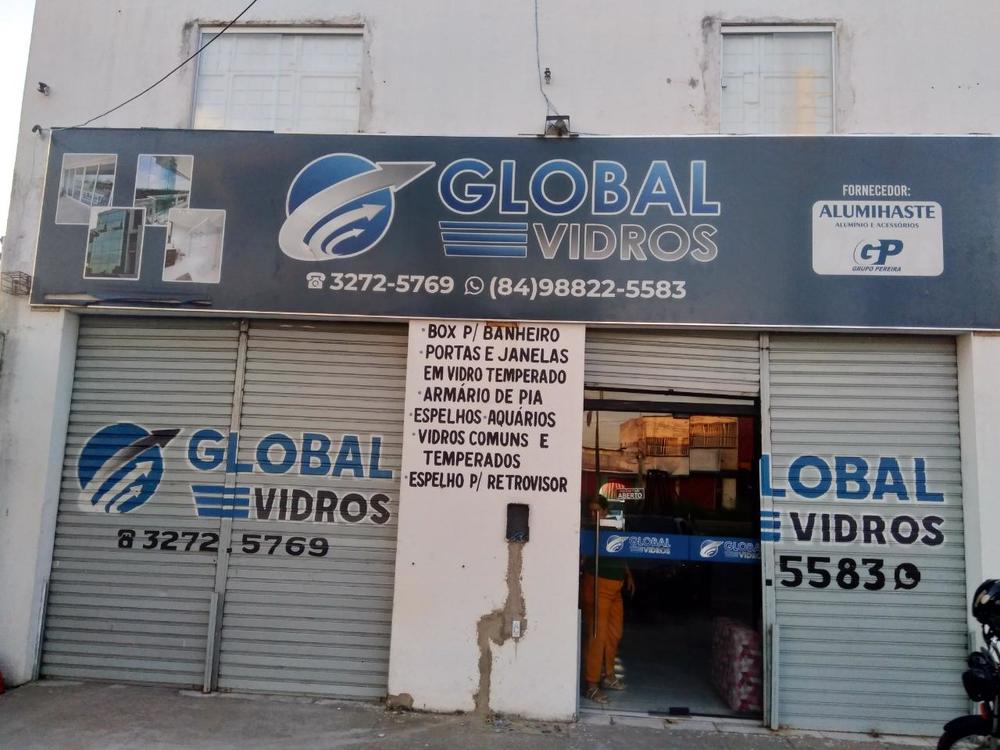 GLOBAL
VIDROS
3272-5769 (84)98822-5583
FORNECEDOR:
ALUMIHASTE
ALUMINIO E ACESSÓRIOS
GP
GRUPO PEREIRA
·BOX P/ BANHEIRO
·PORTAS E JANELAS
EM VIDRO TEMPERADO
·ARMÁRIO DE PIA
·ESPELHOS-AQUÁRIOS
·VIDROS COMUNS E
TEMPERADOS
·ESPELHO P/ RETROVISOR
GLOBAL
VIDROS
3272.5769
ABERTO
GLOBAL
VIDROS
GLOBAL
VIDROS
LOBAL
VIDROS
.5583